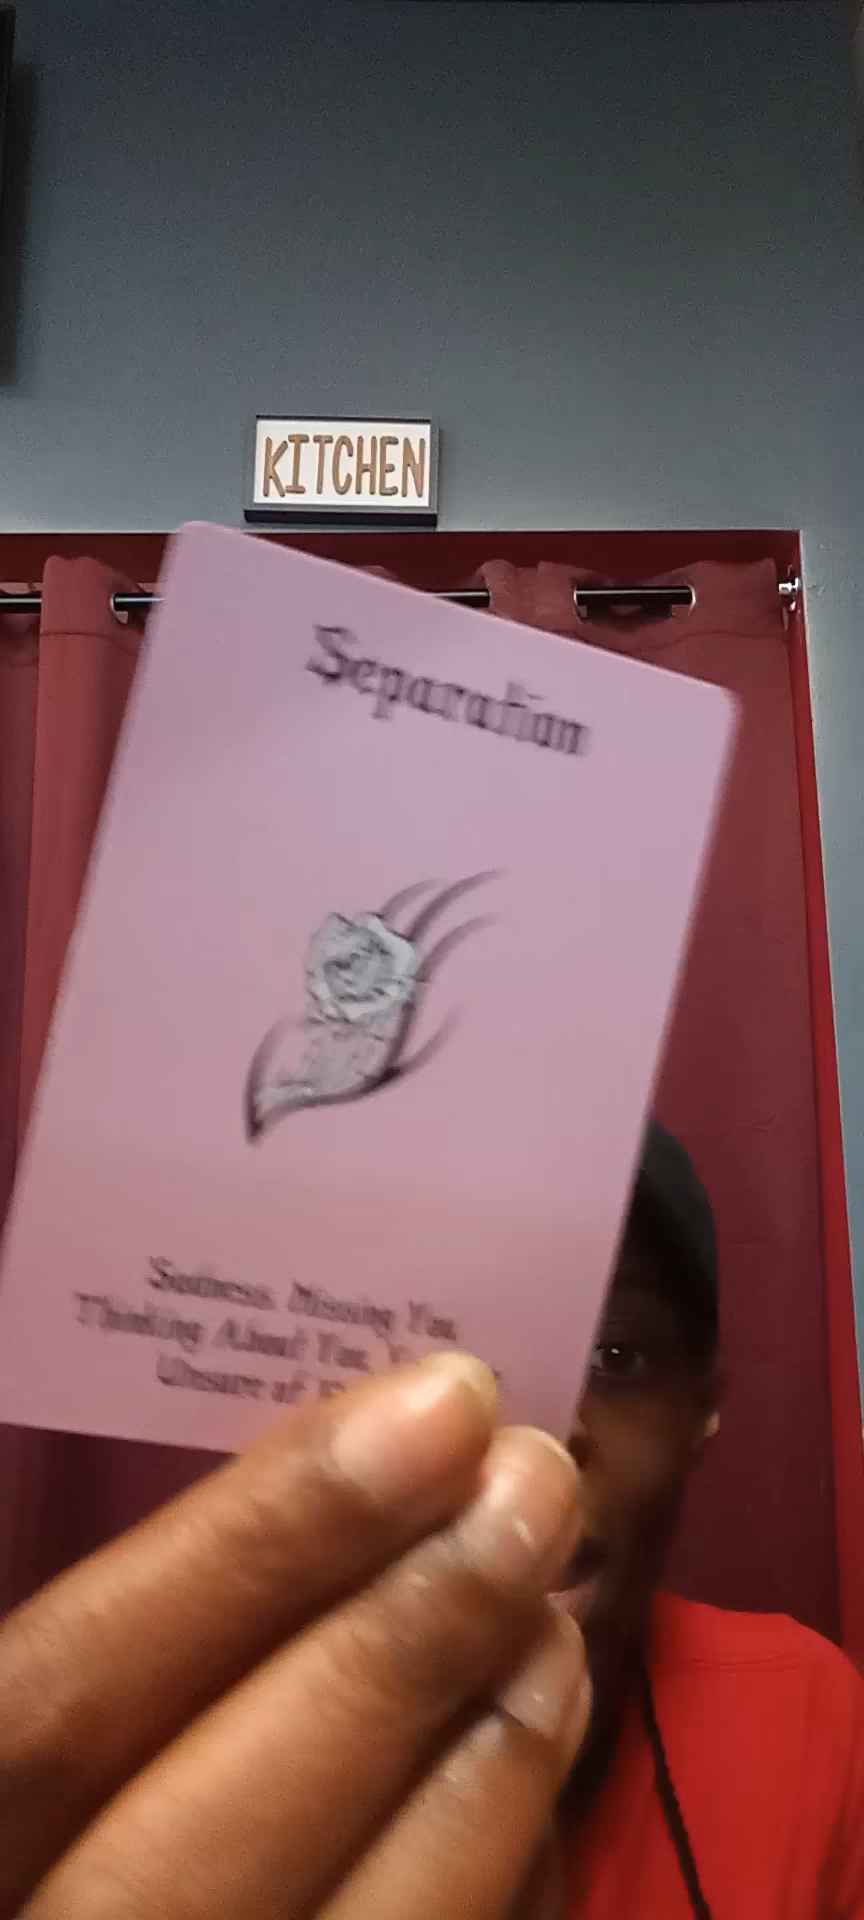 KITCHEN
Separation
Sadness, Missing You,
Thinking About You,
Unsure of